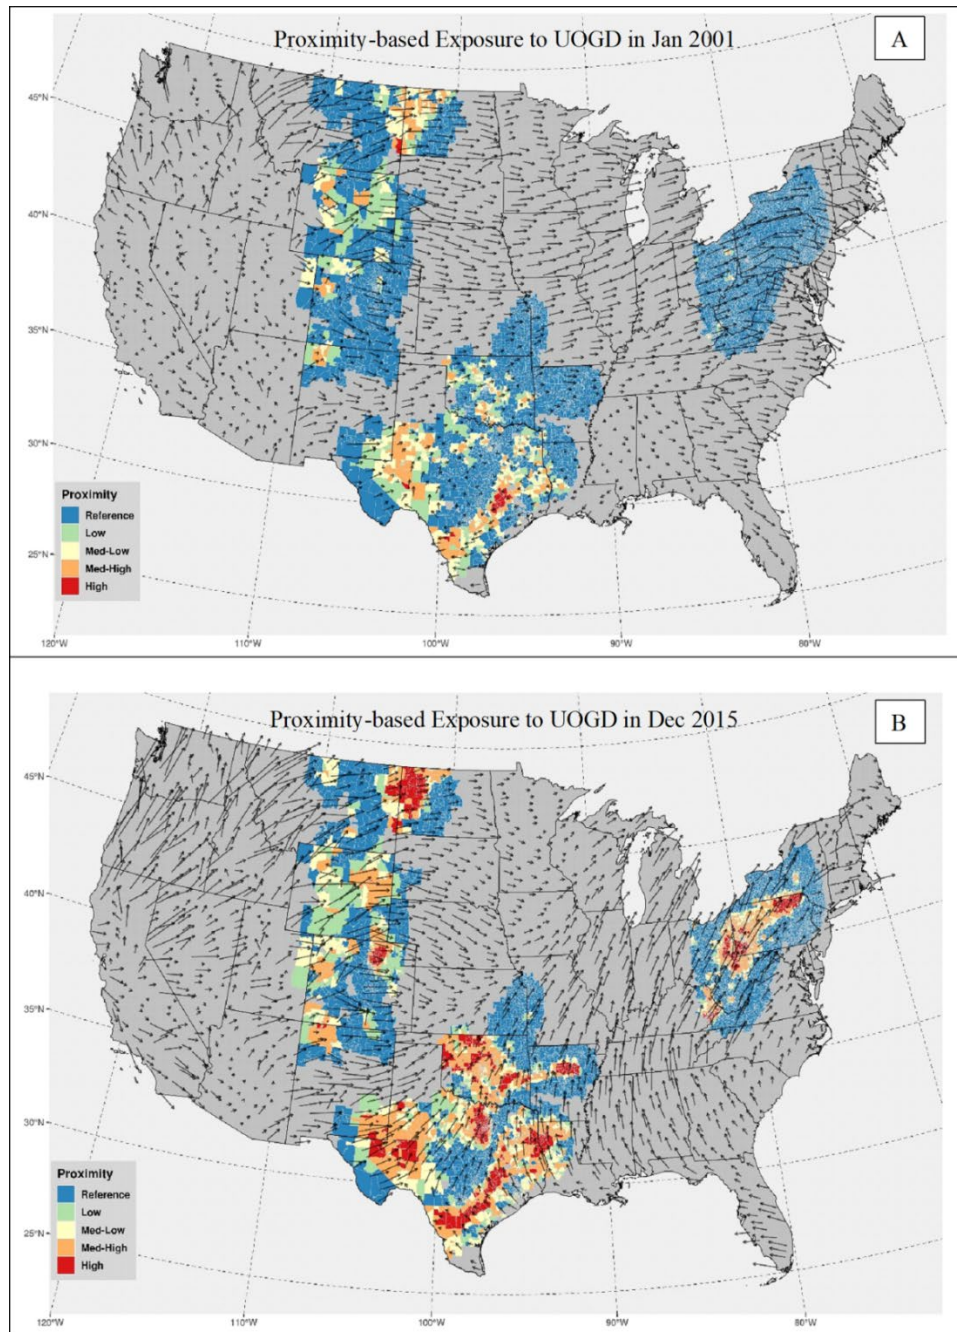 Proximity-based Exposure to UOGD in Jan 2001
A
45°N
40°N
35°N
30°N
25°N
Proximity
Reference
Low
Med-Low
Med-High
High
120°W
110°W
100°W
90°W
80°W
Proximity-based Exposure to UOGD in Dec 2015
B
45°N
40°N
35°N
30°N
25°N
Proximity
Reference
Low
Med-Low
Med-High
High
120°W
110°W
100°W
90°W
80°W